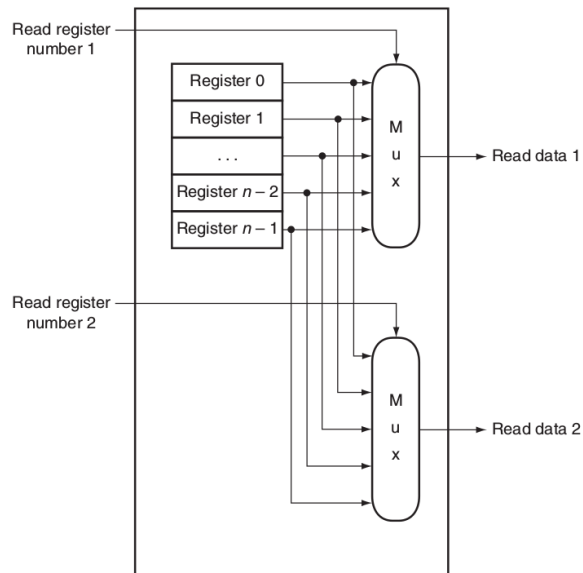 Read register
number 1
Register 0
Register 1
. . .
Register n – 2
Register n – 1
M
u
x
Read data 1
Read register
number 2
M
u
x
Read data 2